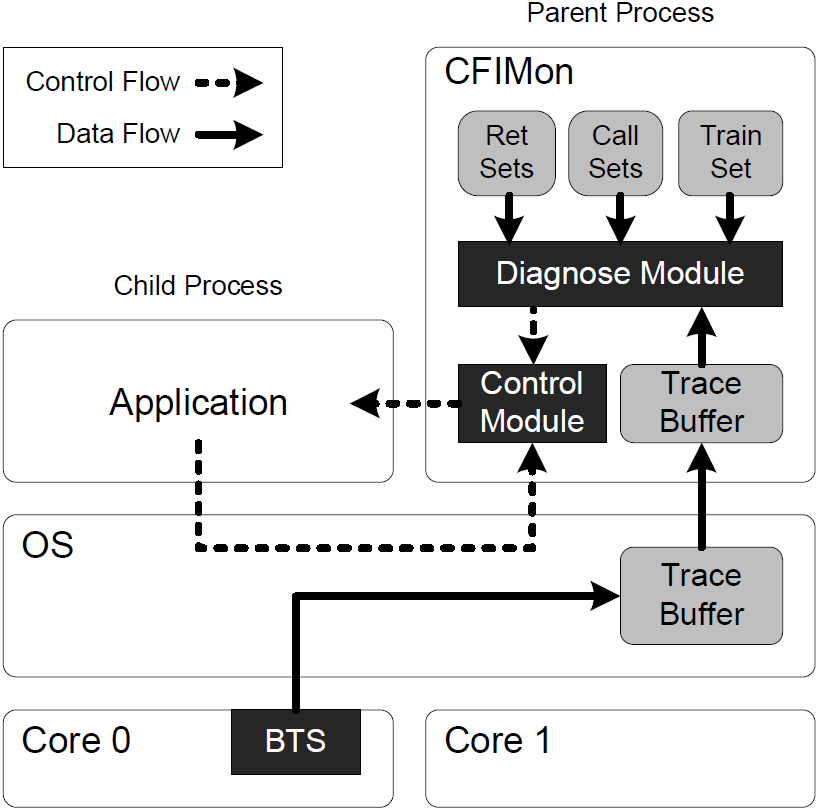 Parent Process
Control Flow
Data Flow
CFIMon
Ret
Sets
Call
Sets
Train
Set
Diagnose Module
Child Process
Application
Control
Module
Trace
Buffer
OS
Trace
Buffer
Core 0
BTS
Core 1